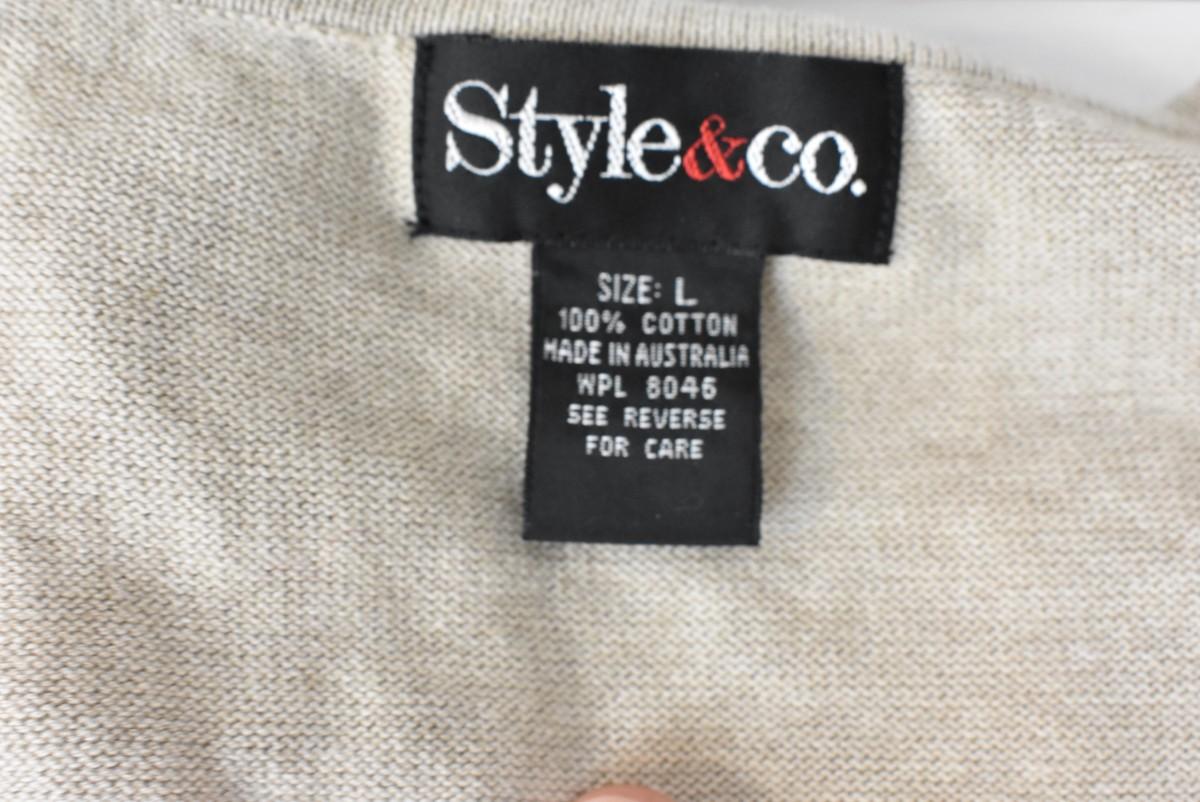 Style&co.
SIZE: L
100% COTTON
MADE IN AUSTRALIA
WPL 8046
SEE REVERSE
FOR CARE